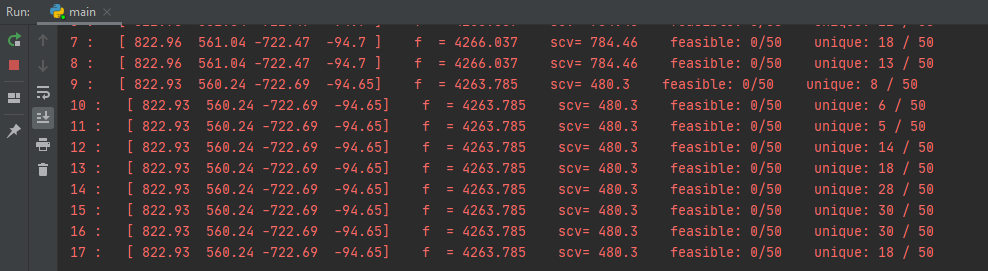 Run: main
7 : [ 822.96 561.04 -722.47 -94.7 ] f = 4266.037 scv= 784.46 feasible: 0/50 unique: 18 / 50
8 : [ 822.96 561.04 -722.47 -94.7 ] f = 4266.037 scv= 784.46 feasible: 0/50 unique: 13 / 50
9 : [ 822.93 560.24 -722.69 -94.65] f = 4263.785 scv= 480.3 feasible: 0/50 unique: 8 / 50
10 : [ 822.93 560.24 -722.69 -94.65] f = 4263.785 scv= 480.3 feasible: 0/50 unique: 6 / 50
11 : [ 822.93 560.24 -722.69 -94.65] f = 4263.785 scv= 480.3 feasible: 0/50 unique: 5 / 50
12 : [ 822.93 560.24 -722.69 -94.65] f = 4263.785 scv= 480.3 feasible: 0/50 unique: 14 / 50
13 : [ 822.93 560.24 -722.69 -94.65] f = 4263.785 scv= 480.3 feasible: 0/50 unique: 18 / 50
14 : [ 822.93 560.24 -722.69 -94.65] f = 4263.785 scv= 480.3 feasible: 0/50 unique: 28 / 50
15 : [ 822.93 560.24 -722.69 -94.65] f = 4263.785 scv= 480.3 feasible: 0/50 unique: 30 / 50
16 : [ 822.93 560.24 -722.69 -94.65] f = 4263.785 scv= 480.3 feasible: 0/50 unique: 30 / 50
17 : [ 822.93 560.24 -722.69 -94.65] f = 4263.785 scv= 480.3 feasible: 0/50 unique: 18 / 50